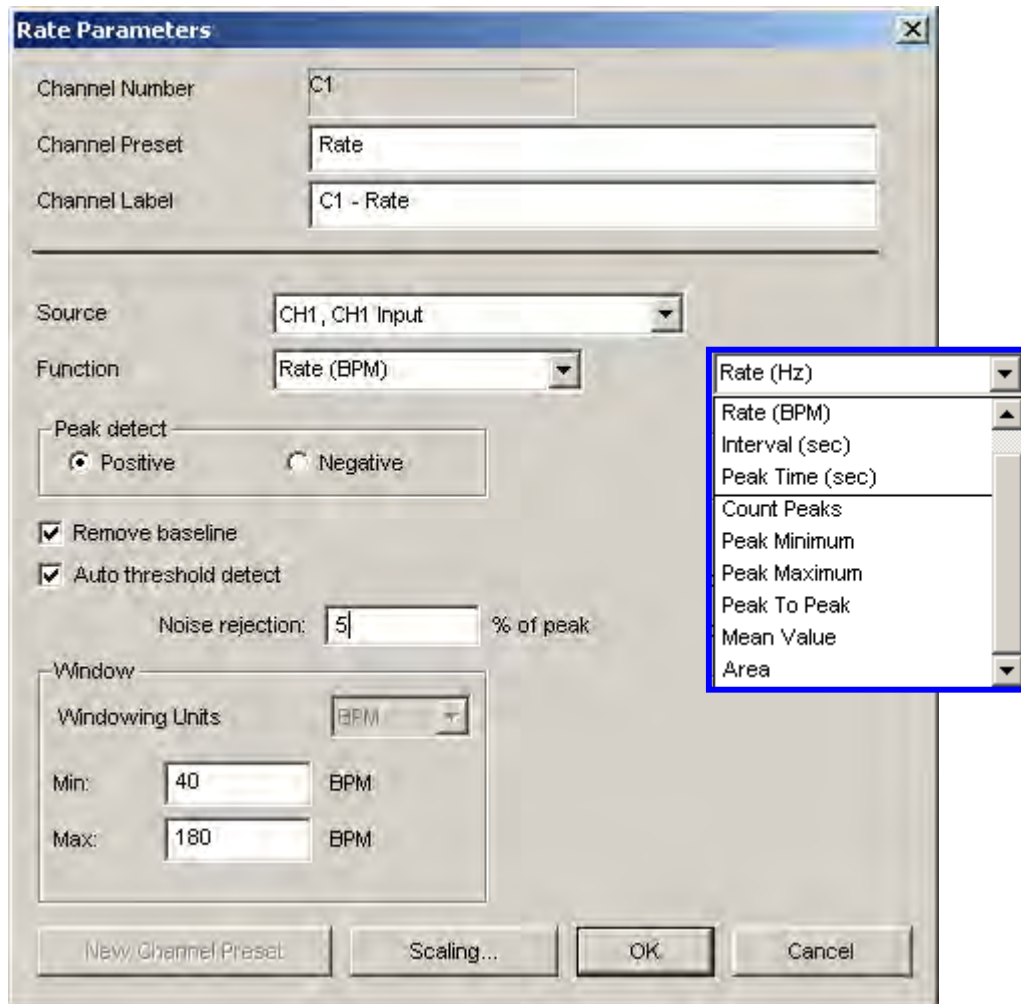 Rate Parameters
Channel Number C1
Channel Preset Rate
Channel Label C1 - Rate
Source CH1, CH1 Input
Function Rate (BPM)
Peak detect
Positive Negative
Remove baseline
Auto threshold detect
Noise rejection: 5 % of peak
Window
Windowing Units BPM
Min: 40 BPM
Max: 180 BPM
New Channel Preset Scaling... OK Cancel
Rate (Hz)
Rate (BPM)
Interval (sec)
Peak Time (sec)
Count Peaks
Peak Minimum
Peak Maximum
Peak To Peak
Mean Value
Area